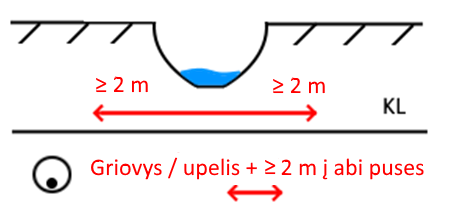 ≥ 2 m ≥ 2 m
KL
Griovys / upelis + ≥ 2 m į abi puses